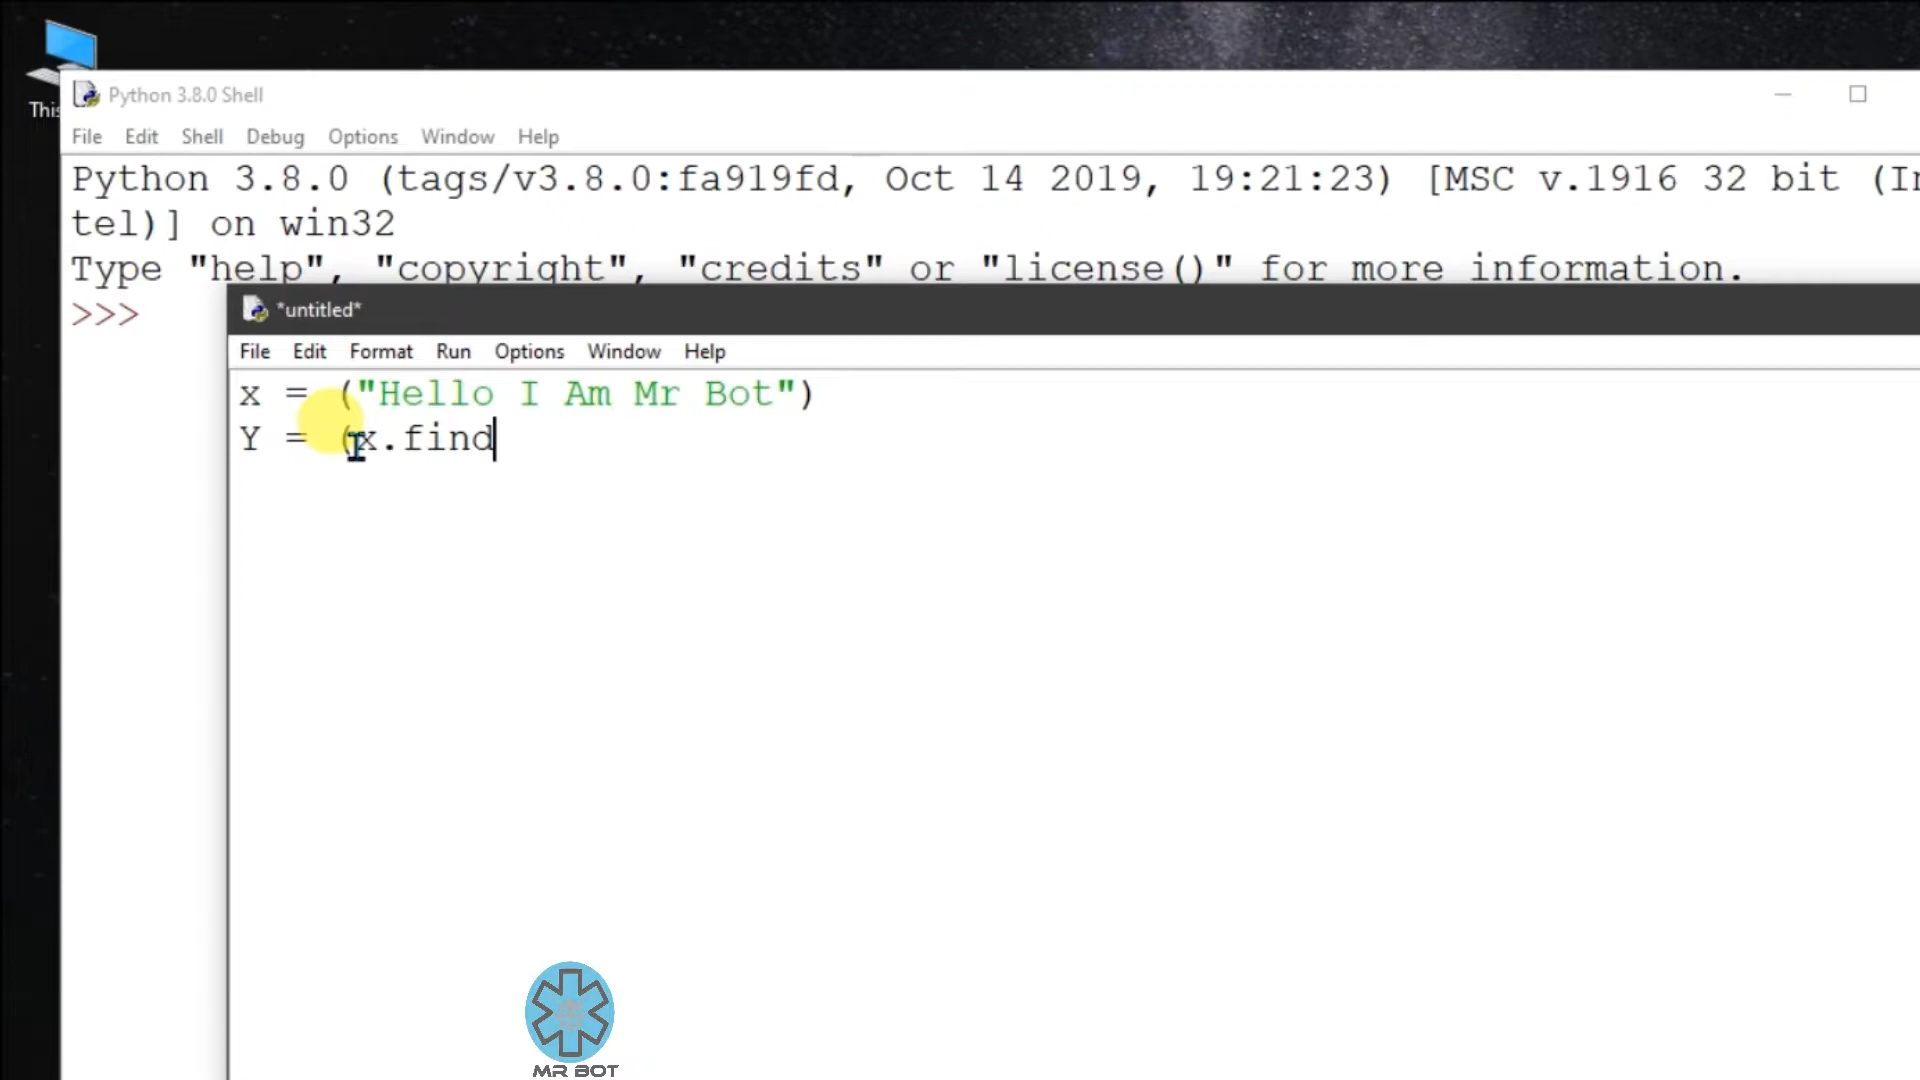 This
Python 3.8.0 Shell
File Edit Shell Debug Options Window Help
Python 3.8.0 (tags/v3.8.0:fa919fd, Oct 14 2019, 19:21:23) [MSC v.1916 32 bit (In
tel)] on win32
Type "help", "copyright", "credits" or "license()" for more information.
>>>
*untitled*
File Edit Format Run Options Window Help
x = ("Hello I Am Mr Bot")
Y = (x.find
MR BOT